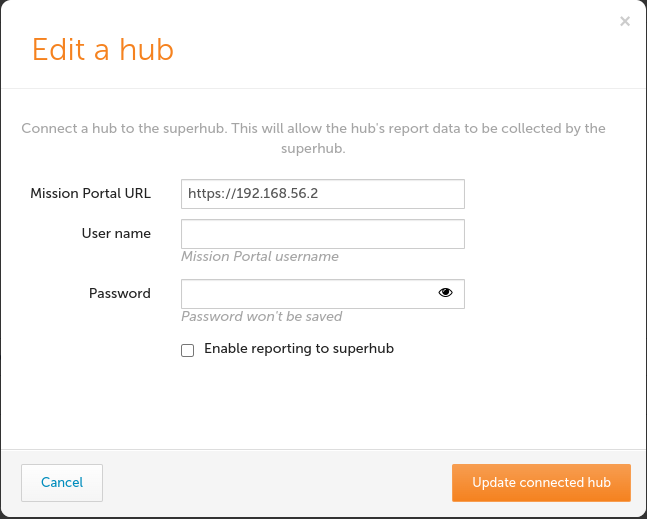 ×
Edit a hub
Connect a hub to the superhub. This will allow the hub's report data to be collected by the
superhub.
Mission Portal URL https://192.168.56.2
User name
Mission Portal username
Password
Password won't be saved
Enable reporting to superhub
Cancel Update connected hub